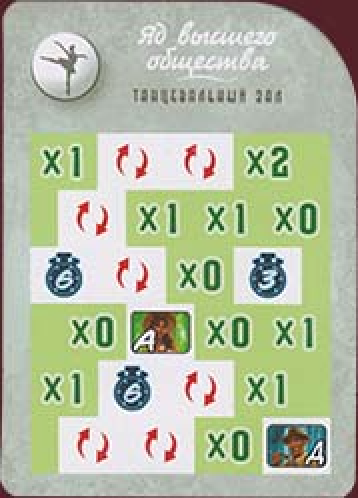 Яд высшего
общества
ТАНЦЕВАЛЬНЫЙ ЗАЛ
x1 x2
x1 x1 x0
6 x0 3
x0 A x0 x1
x1 6 x1
x0 A